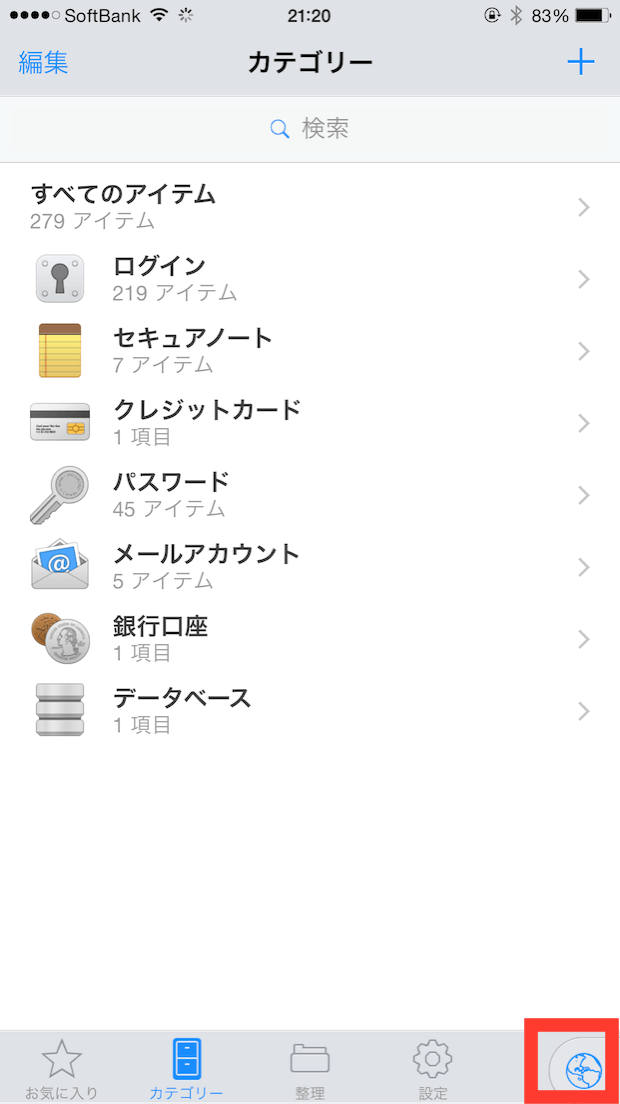 SoftBank 21:20 83%
編集 カテゴリー
検索
すべてのアイテム
279 アイテム
ログイン
219 アイテム
セキュアノート
7 アイテム
クレジットカード
1 項目
パスワード
45 アイテム
メールアカウント
5 アイテム
銀行口座
1 項目
データベース
1 項目
お気に入り カテゴリー 整理 設定